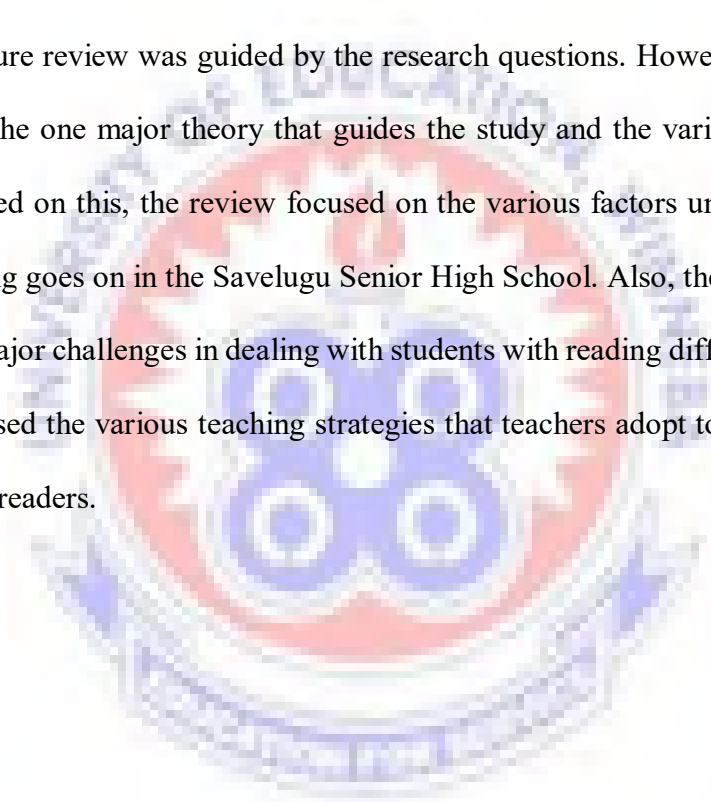 ure review was guided by the research questions. Howe
he one major theory that guides the study and the vari
ed on this, the review focused on the various factors un
g goes on in the Savelugu Senior High School. Also, the
ajor challenges in dealing with students with reading diff
sed the various teaching strategies that teachers adopt to
readers.
UNIVERSITY OF EDUCATION